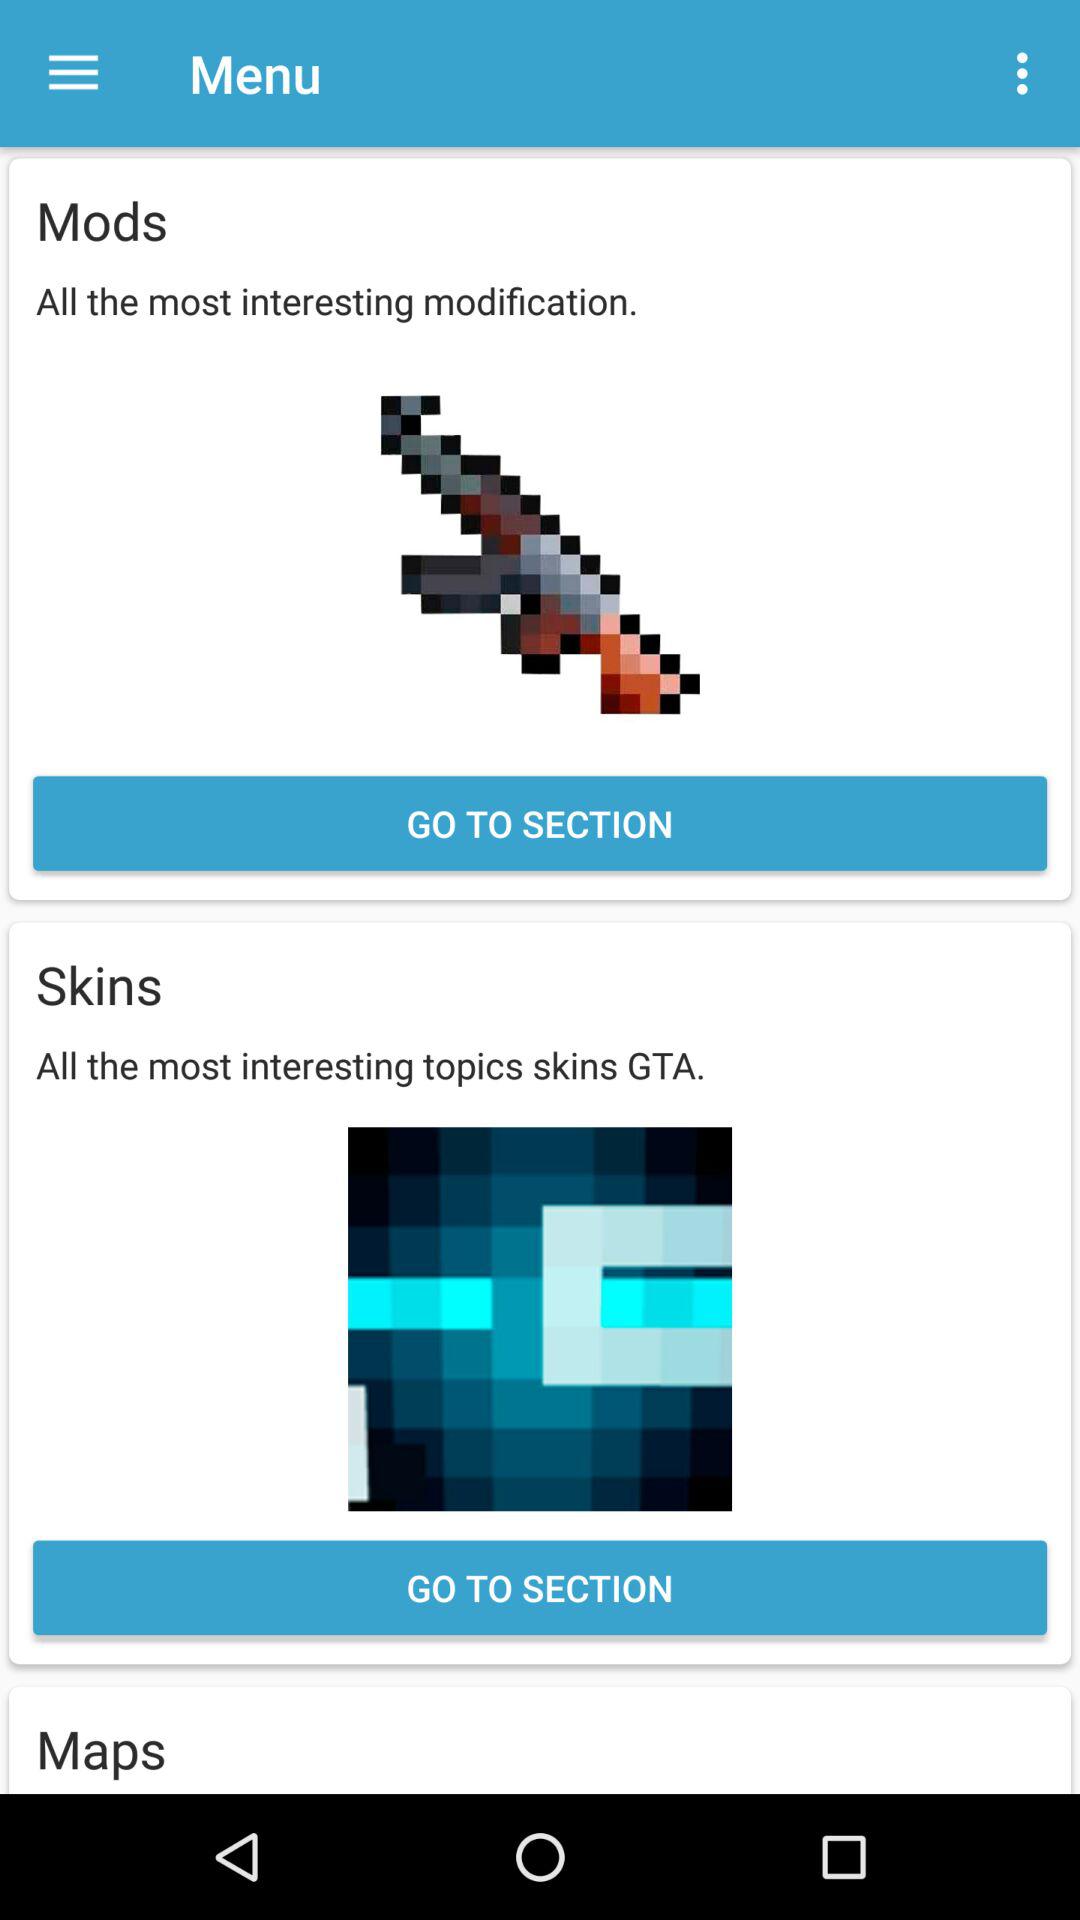 Menu
Mods
All the most interesting modification.
GO TO SECTION
Skins
All the most interesting topics skins GTA.
GO TO SECTION
Maps